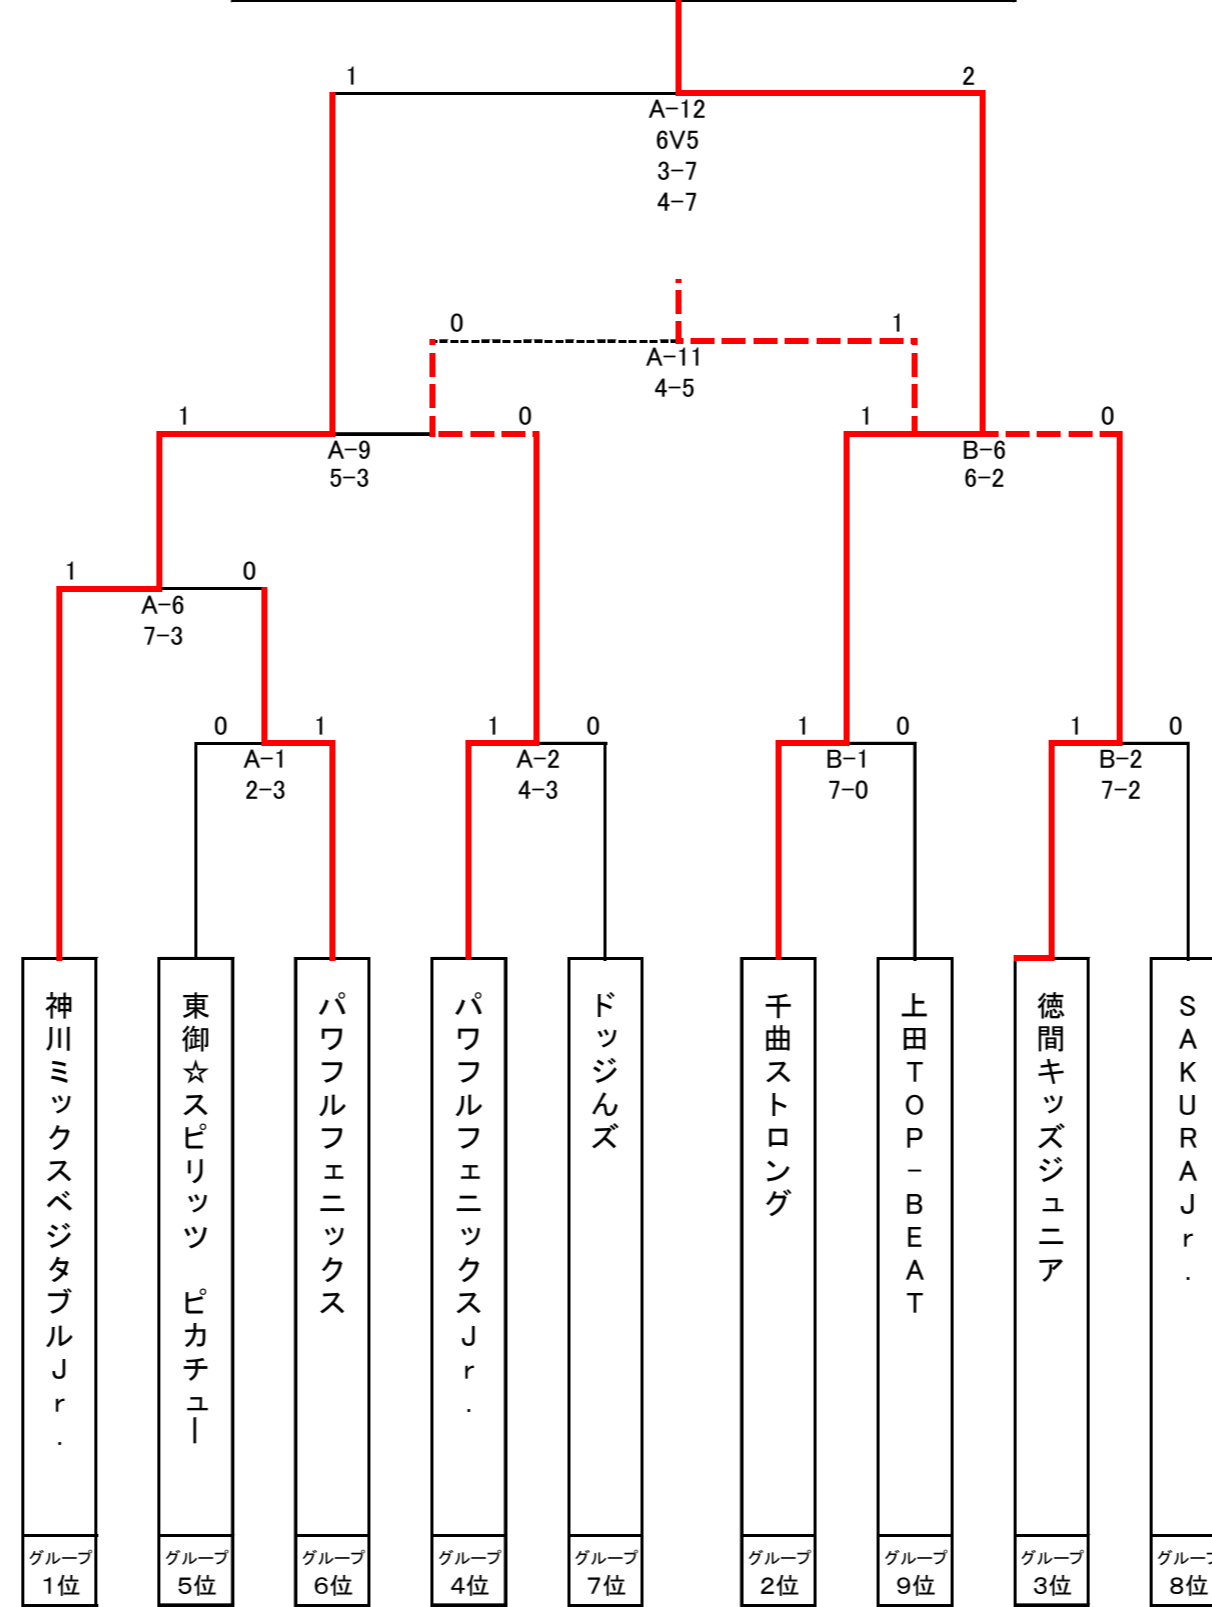 1
2
A-12
6V5
3-7
4-7
0
1
A-11
4-5
1
0
1
0
A-9
5-3
B-6
6-2
1
0
A-6
7-3
0
1
1
0
1
0
1
0
A-1
2-3
A-2
4-3
B-1
7-0
B-2
7-2
神川ミックスベジタブルJr.
東御☆スピリッツ ピカチュー
パワフルフェニックス
パワフルフェニックスJr.
ドッジんズ
千曲ストロング
上田TOP-BEAT
徳間キッズジュニア
SAKURAJr.
グループ
1位
グループ
5位
グループ
6位
グループ
4位
グループ
7位
グループ
2位
グループ
9位
グループ
3位
グループ
8位